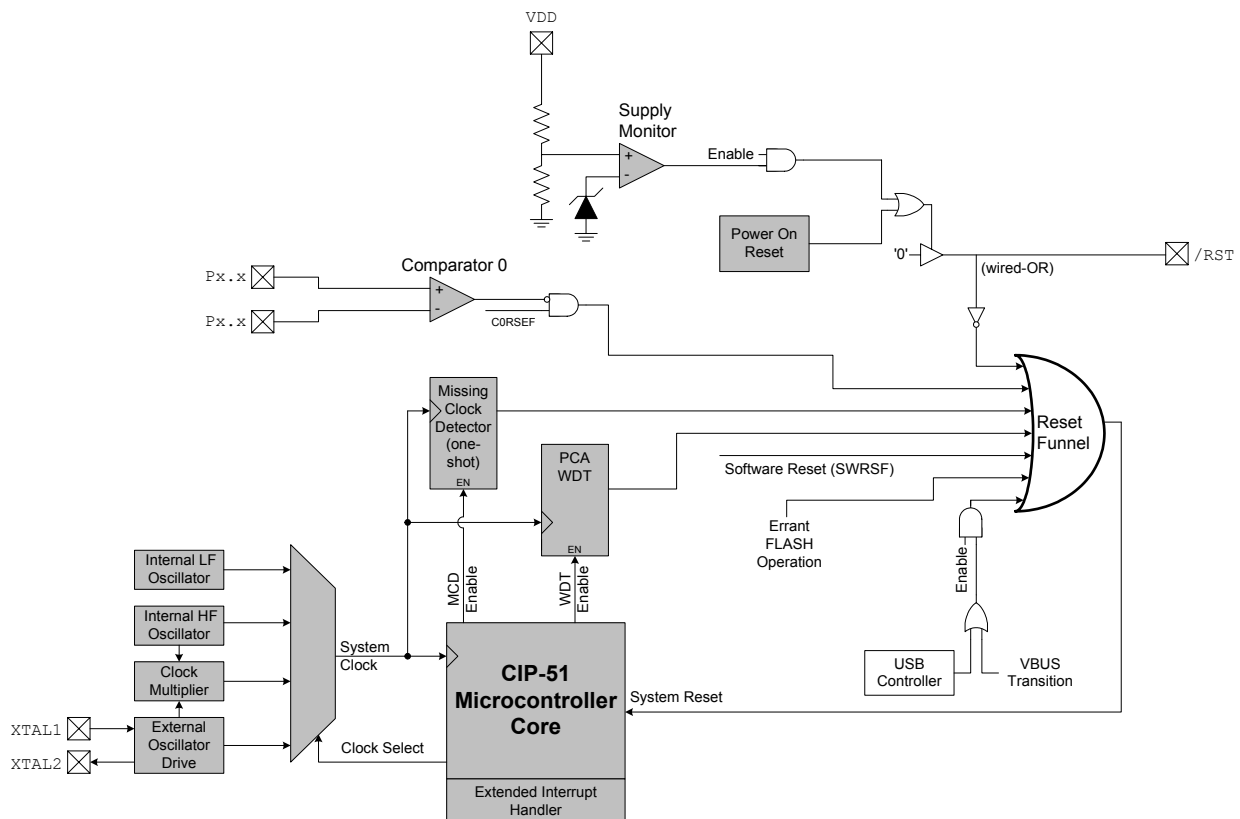 VDD
Supply
Monitor
+
-
Enable
Power On
Reset
'0'
(wired-OR)
/RST
Px.x
Px.x
Comparator 0
+
-
C0RSEF
Missing
Clock
Detector
(one-
shot)
EN
PCA
WDT
EN
Reset
Funnel
Software Reset (SWRSF)
Errant
FLASH
Operation
Enable
USB
Controller
VBUS
Transition
Internal LF
Oscillator
Internal HF
Oscillator
Clock
Multiplier
External
Oscillator
Drive
XTAL1
XTAL2
System
Clock
Clock Select
MCD
Enable
WDT
Enable
CIP-51
Microcontroller
Core
System Reset
Extended Interrupt
Handler